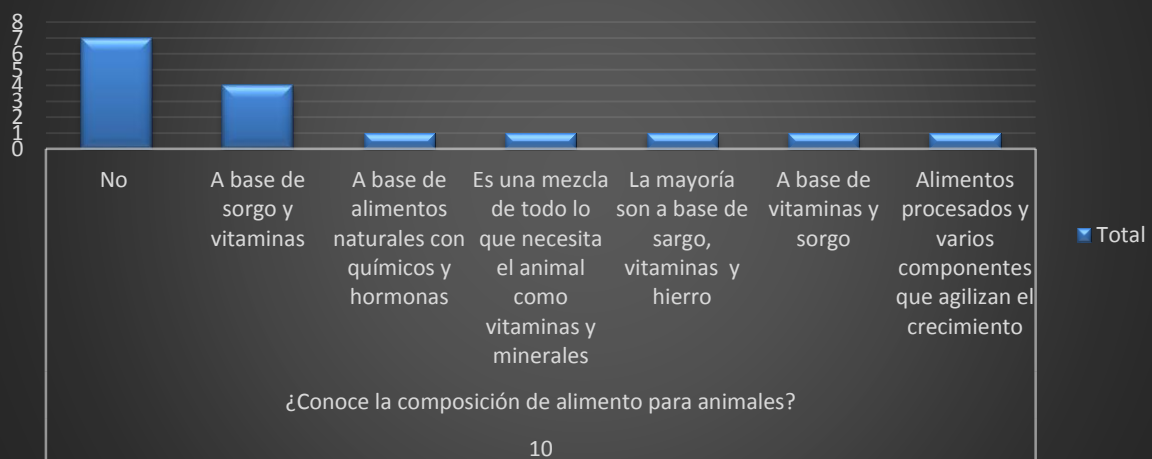 8
7
6
5
4
3
2
1
0
No
A base de
sorgo y
vitaminas
A base de
alimentos
naturales con
químicos y
hormonas
Es una mezcla
de todo lo
que necesita
el animal
como
vitaminas y
minerales
La mayoría
son a base de
sargo,
vitaminas y
hierro
A base de
vitaminas y
sorgo
Alimentos
procesados y
varios
componentes
que agilizan el
crecimiento
Total
¿Conoce la composición de alimento para animales?
10